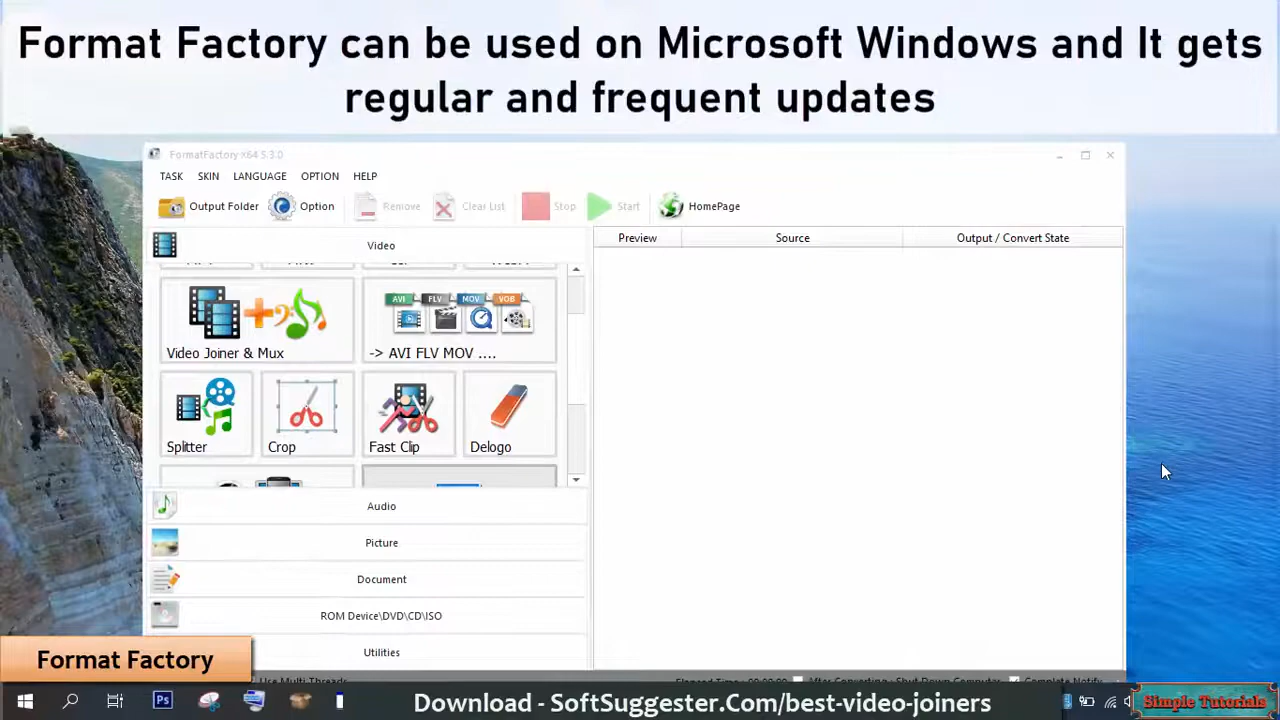 Format Factory can be used on Microsoft Windows and It gets
regular and frequent updates
FormatFactory X64 5.3.0
TASK SKIN LANGUAGE OPTION HELP
Output Folder Option Remove Clear List Stop Start HomePage
Video
Preview Source Output / Convert State
AVI FLV MOV VOB
Video Joiner & Mux
-> AVI FLV MOV ....
Splitter Crop Fast Clip Delogo
Audio
Picture
Document
ROM Device\DVD\CD\ISO
Utilities
Format Factory
Use Multi Threads
Elapsed Time : 00:00:00 After Converting : Shut Down Computer Complete Notify
Ps
Download - SoftSuggester.Com/best-video-joiners
Simple Tutorials